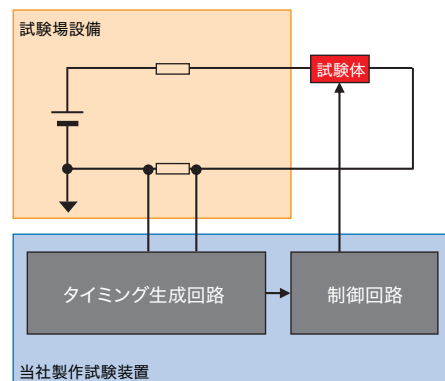 試験場設備
試験体
タイミング生成回路
制御回路
当社製作試験装置